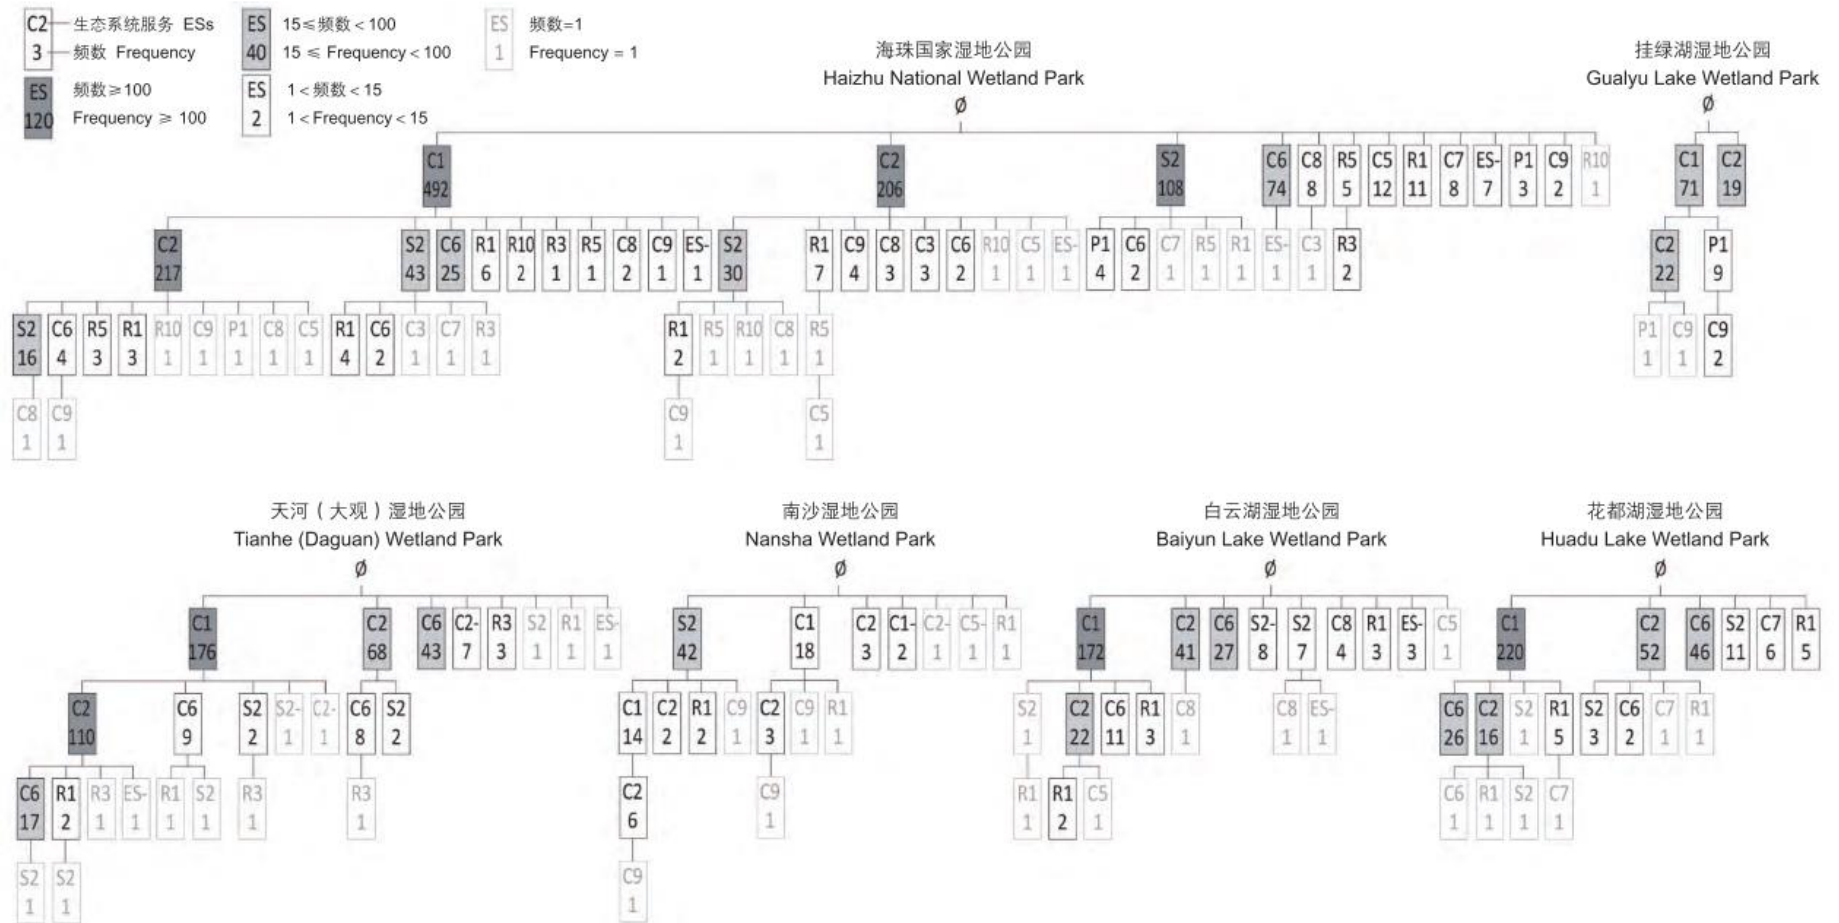 C2 生态系统服务 ESs
3 频数 Frequency
ES 15≤频数<100
40 15 ≤ Frequency<100
ES 频数=1
1 Frequency = 1
ES 频数≥100
120 Frequency ≥ 100
ES 1<频数<15
2 1<Frequency<15
海珠国家湿地公园
Haizhu National Wetland Park
Ø
挂绿湖湿地公园
Gualyu Lake Wetland Park
Ø
C1 C2 S2 C6 C8 R5 C5 R1 C7 ES- P1 C9 R10 C1 C2
492 206 108 74 8 5 12 11 8 7 3 2 1 71 19
C2 S2 C6 R1 R10 R3 R5 C8 C9 ES- S2 R1 C9 C8 C3 C6 R10 C5 ES- P1 C6 C7 R5 R1 ES- C3 R3 C2 P1
217 43 25 6 2 1 1 2 1 1 30 7 4 3 3 2 1 1 1 4 2 1 1 1 1 1 2 22 9
S2 C6 R5 R1 R10 C9 P1 C8 C5 R1 C6 C3 C7 R3 R1 R5 R10 C8 R5 P1 C9 C9
16 4 3 3 1 1 1 1 1 4 2 1 1 1 2 1 1 1 1 1 1 2
C8 C9 C9 C5
1 1 1 1
天河（大观）湿地公园
Tianhe (Daguan) Wetland Park
Ø
南沙湿地公园
Nansha Wetland Park
Ø
白云湖湿地公园
Baiyun Lake Wetland Park
Ø
花都湖湿地公园
Huadu Lake Wetland Park
Ø
C1 C2 C6 C2- R3 S2 R1 ES- S2 C1 C2 C1- C2- C5- R1 C1 C2 C6 S2- S2 C8 R1 ES- C5 C1 C2 C6 S2 C7 R1
176 68 43 7 3 1 1 1 42 18 3 2 1 1 1 172 41 27 8 7 4 3 3 1 220 52 46 11 6 5
C2 C6 S2 S2- C2- C6 S2 C1 C2 R1 C9 C2 C9 R1 S2 C2 C6 R1 C8 C8 ES- C6 C2 S2 R1 S2 C6 C7 R1
110 9 2 1 1 8 2 14 2 2 1 3 1 1 1 22 11 3 1 1 1 26 16 1 5 3 2 1 1
C6 R1 R3 ES- R1 S2 R3 R3 C2 C9 R1 R1 C5 C6 R1 S2 C7
17 2 1 1 1 1 1 1 6 1 1 2 1 1 1 1 1
S2 S2 C9
1 1 1